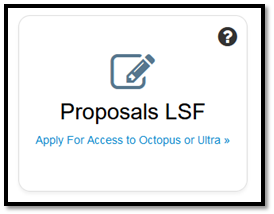 Proposals LSF
Apply For Access to Octopus or Ultra »